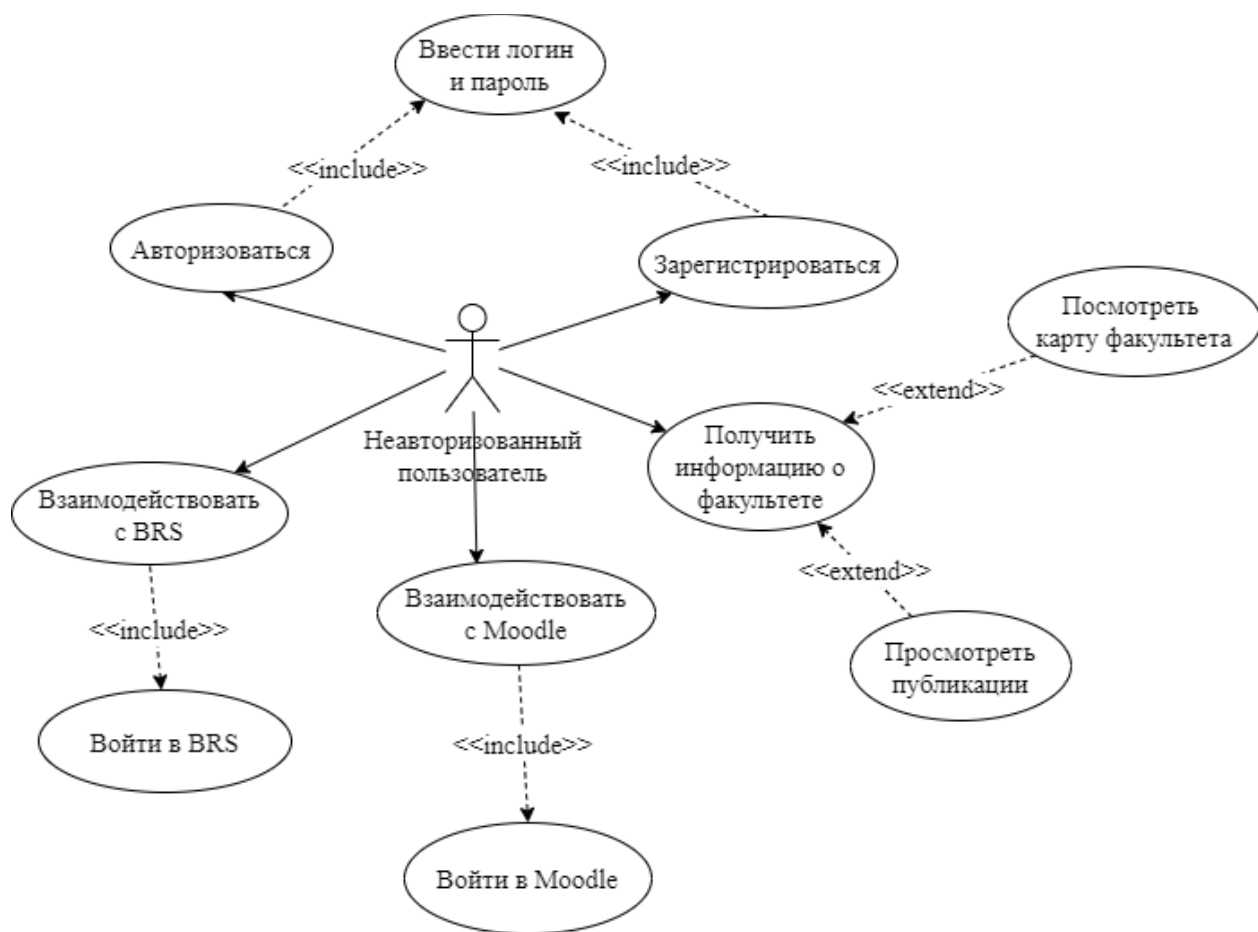 Ввести логин
и пароль
<<include>>
<<include>>
Авторизоваться
Зарегистрироваться
Посмотреть
карту факультета
<<extend>>
Неавторизованный
пользователь
Получить
информацию о
факультете
Взаимодействовать
с BRS
<<extend>>
Взаимодействовать
с Moodle
<<include>>
Просмотреть
публикации
Войти в BRS
<<include>>
Войти в Moodle